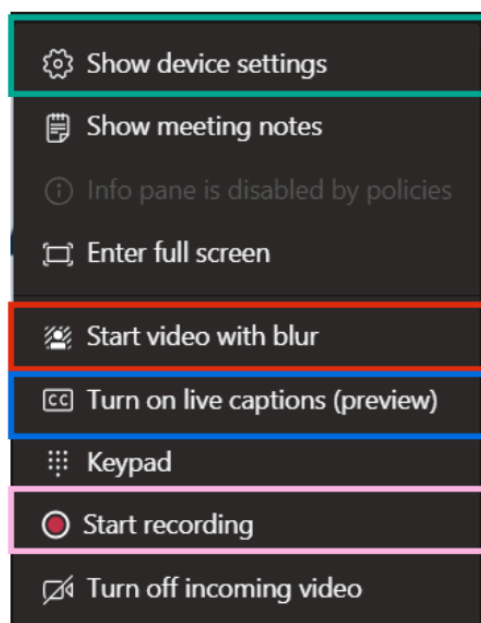 Show device settings
Show meeting notes
Info pane is disabled by policies
Enter full screen
Start video with blur
CC Turn on live captions (preview)
Keypad
Start recording
Turn off incoming video